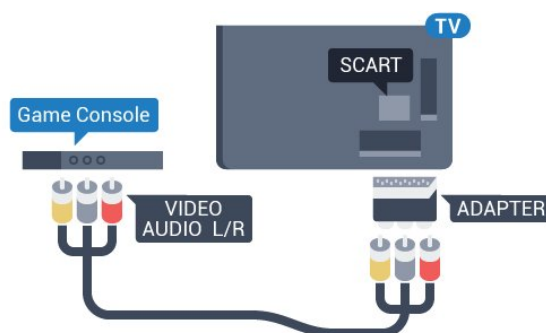 TV
SCART
Game Console
VIDEO
AUDIO L/R
ADAPTER